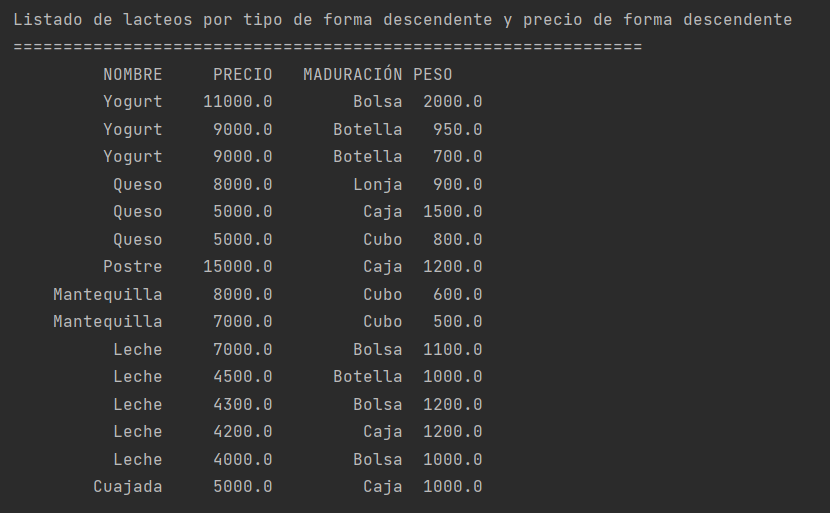 Listado de lacteos por tipo de forma descendente y precio de forma descendente
===============================================================
NOMBRE PRECIO MADURACIÓN PESO
Yogurt 11000.0 Bolsa 2000.0
Yogurt 9000.0 Botella 950.0
Yogurt 9000.0 Botella 700.0
Queso 8000.0 Lonja 900.0
Queso 5000.0 Caja 1500.0
Queso 5000.0 Cubo 800.0
Postre 15000.0 Caja 1200.0
Mantequilla 8000.0 Cubo 600.0
Mantequilla 7000.0 Cubo 500.0
Leche 7000.0 Bolsa 1100.0
Leche 4500.0 Botella 1000.0
Leche 4300.0 Bolsa 1200.0
Leche 4200.0 Caja 1200.0
Leche 4000.0 Bolsa 1000.0
Cuajada 5000.0 Caja 1000.0